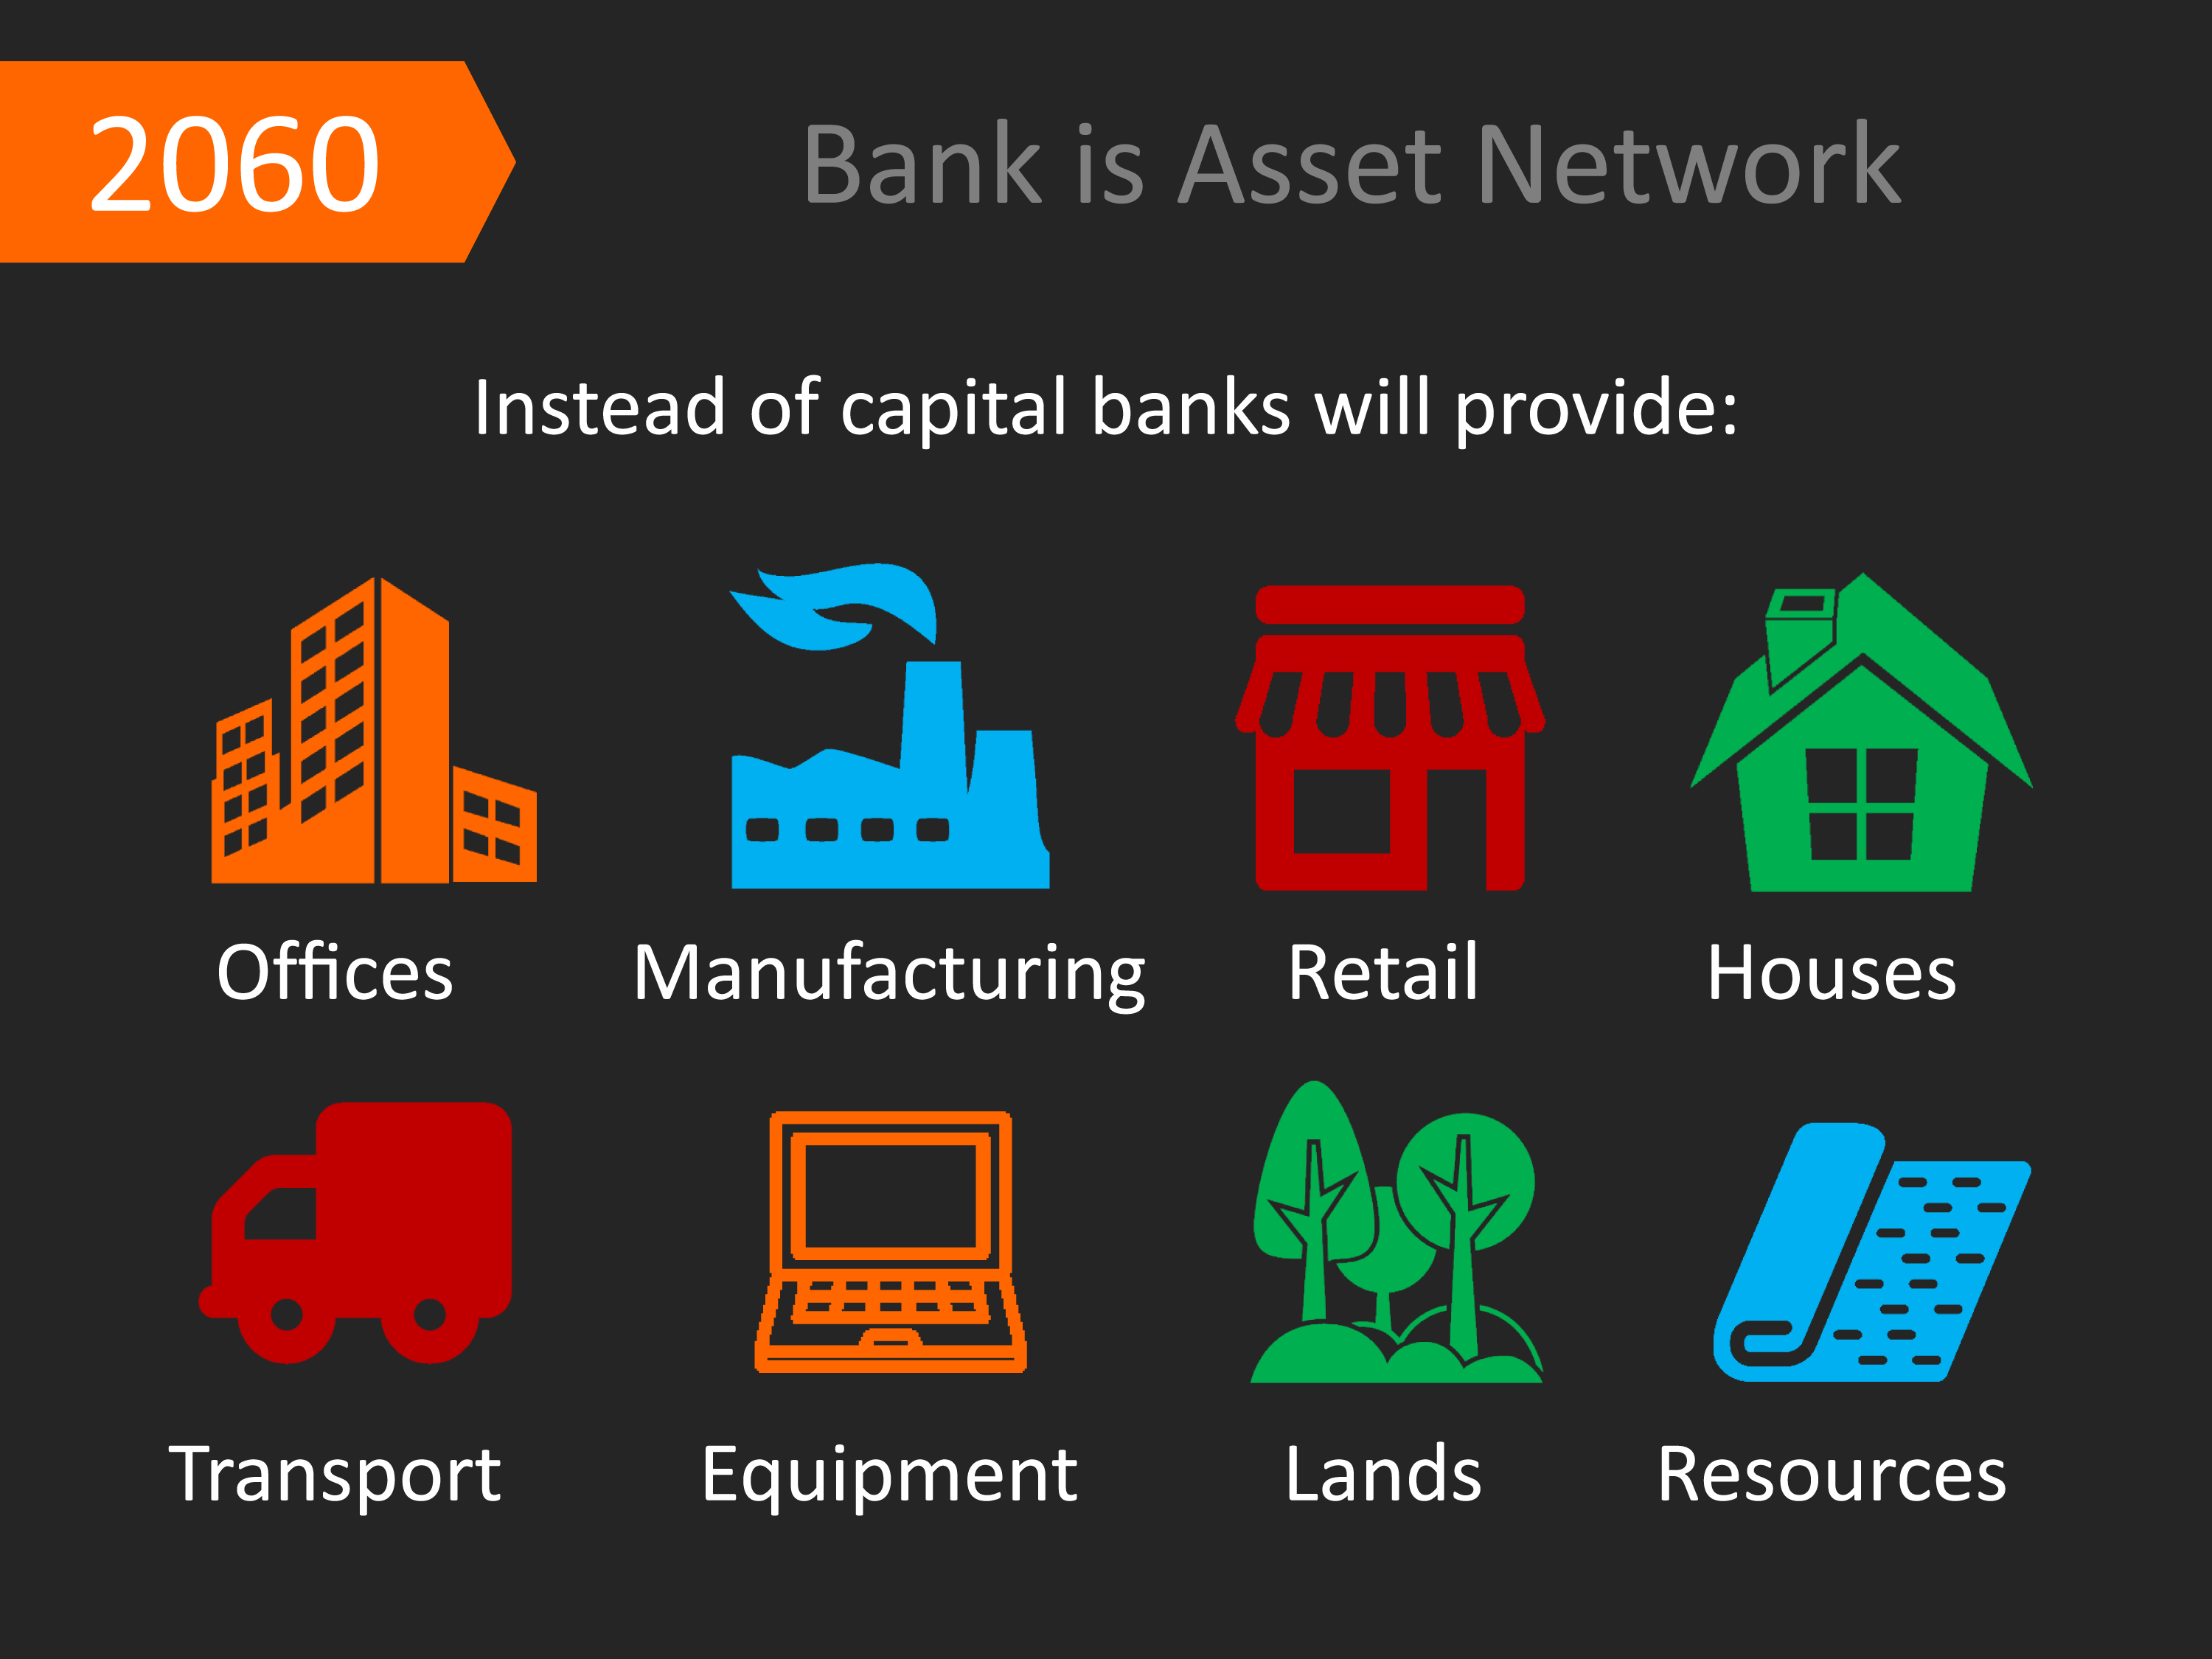 2060
Bank is Asset Network
Instead of capital banks will provide:
Offices Manufacturing Retail Houses
Transport Equipment Lands Resources